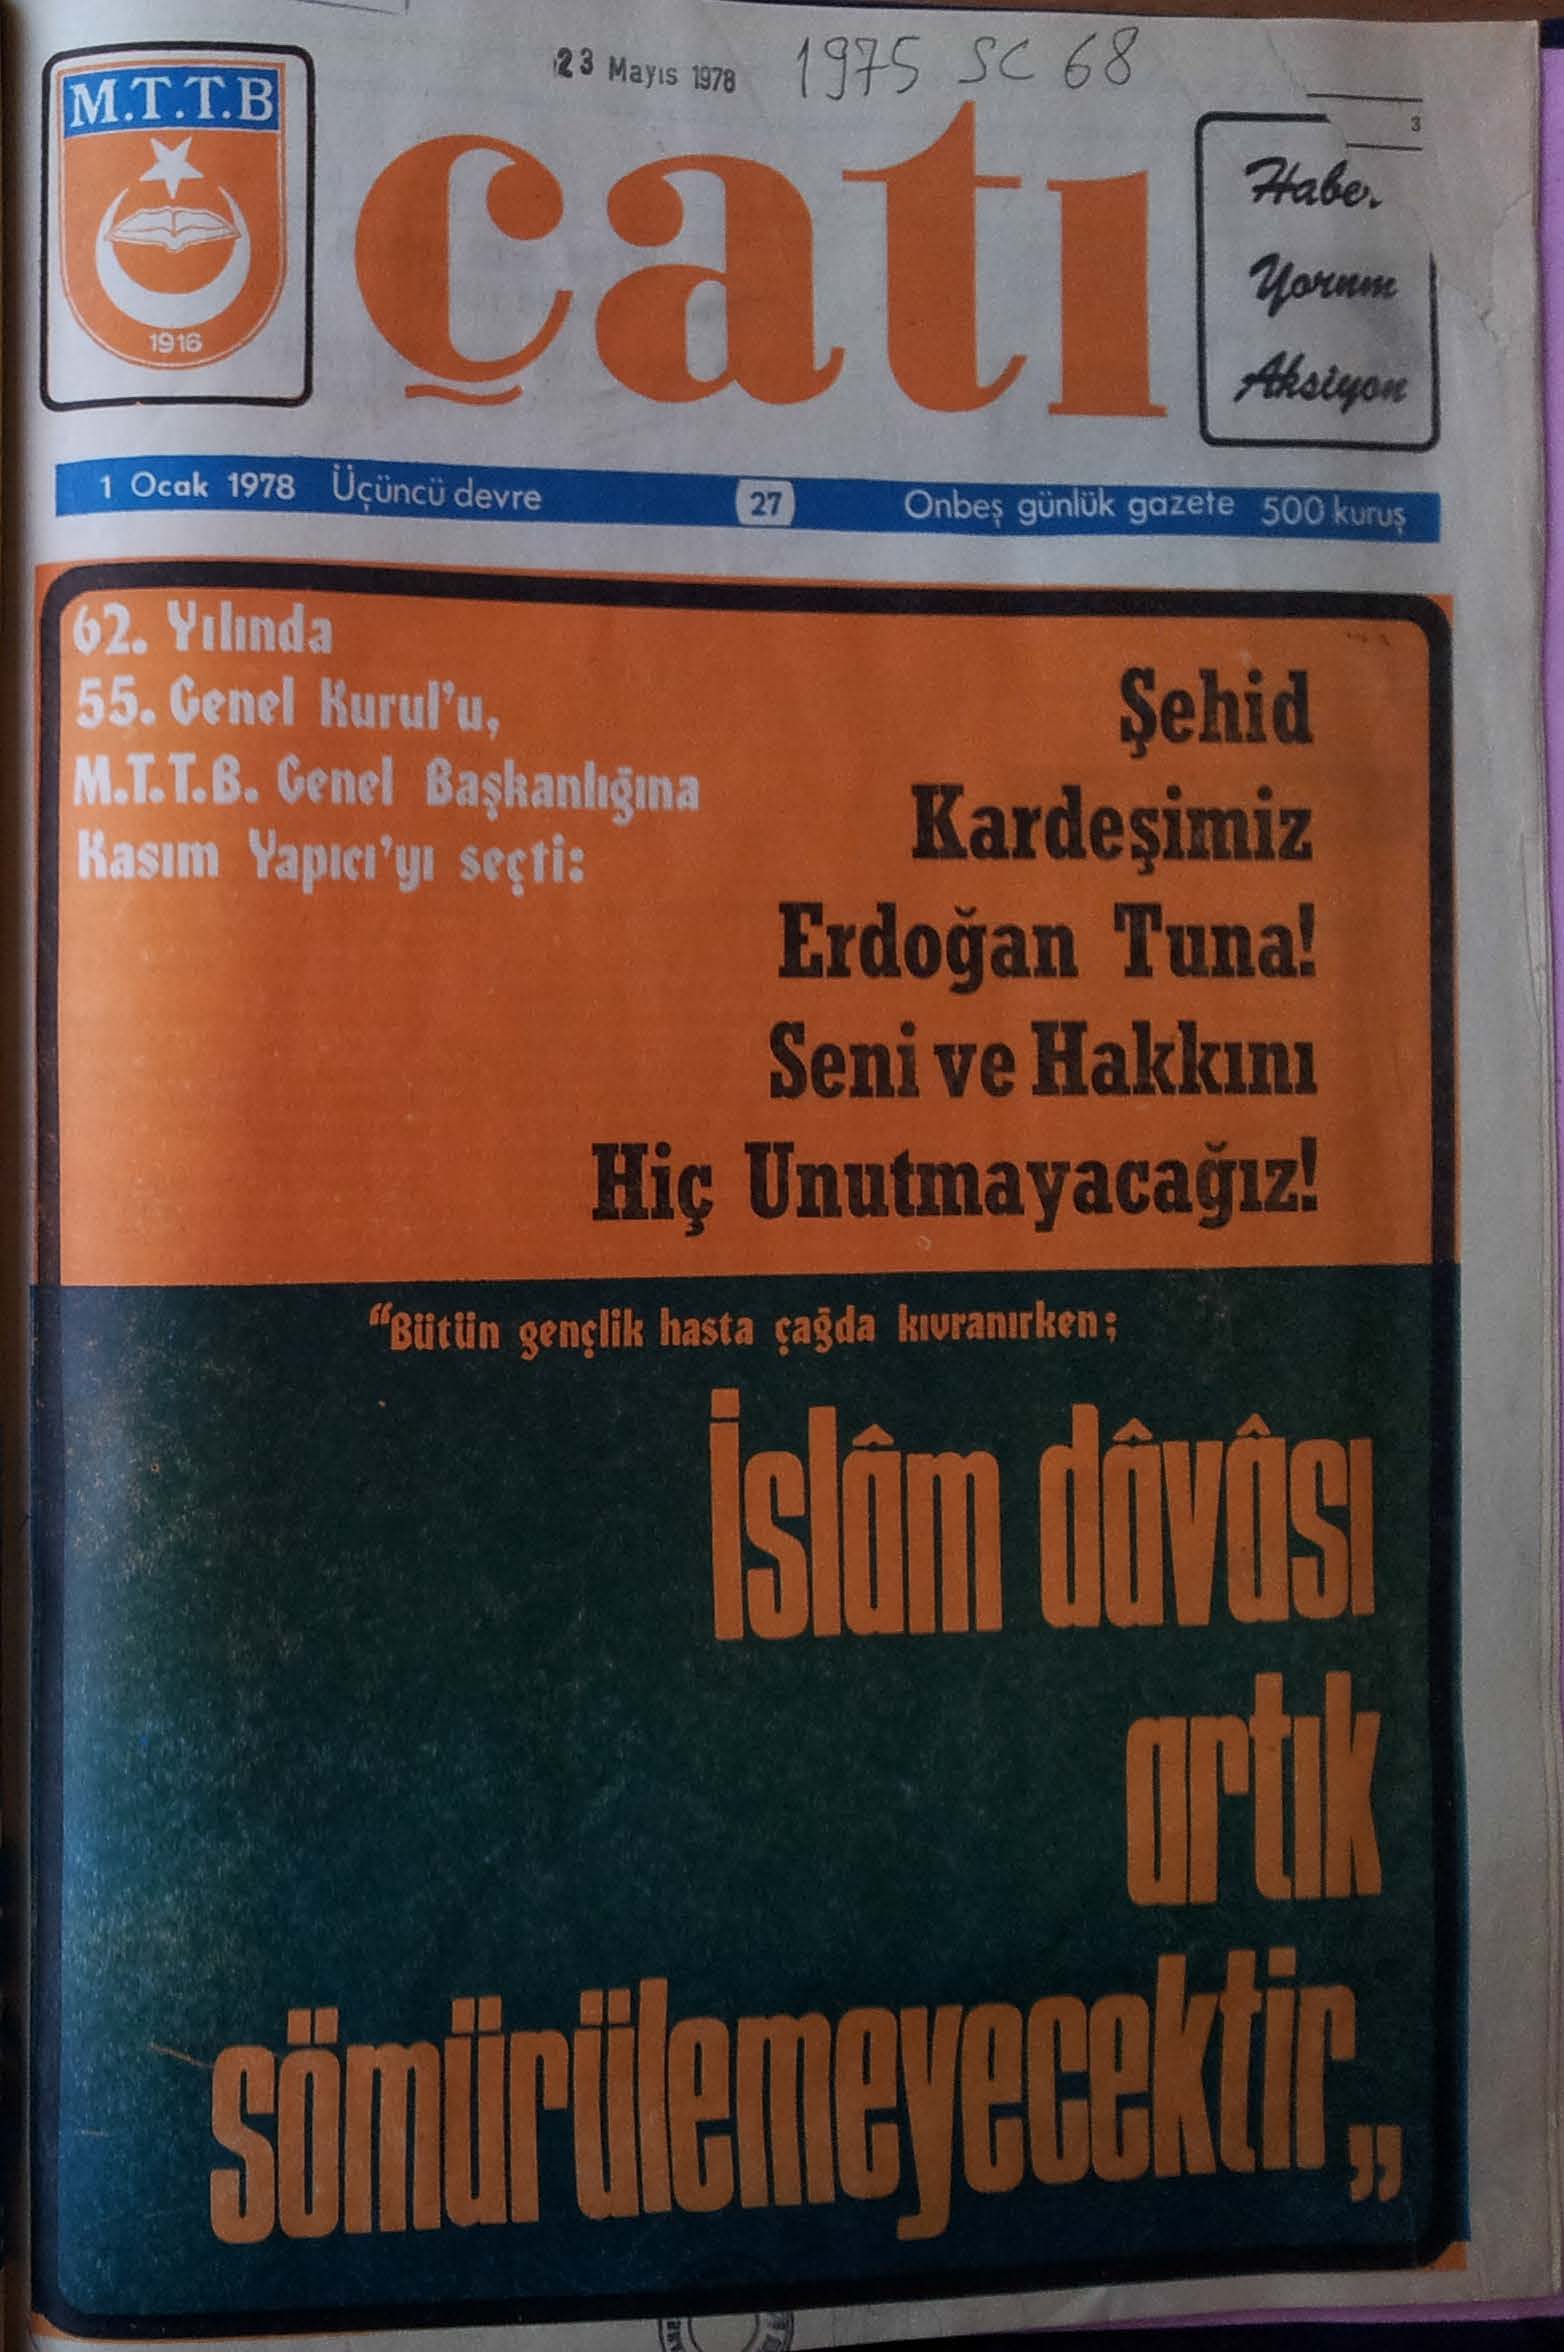 23 Mayıs 1978
1975 SC 68
M.T.T.B
1916
çatı
3
Yorum
Aksiyon
1 Ocak 1978 Üçüncü devre
27
Onbeş günlük gazete 500 kuruş
62. Yılında
55. Genel Kurul'u,
M.T.T.B. Genel Başkanlığına
Kasım Yapıcı'yı seçti:
Şehid
Kardeşimiz
Erdoğan Tuna!
Seni ve Hakkını
Hiç Unutmayacağız!
“Bütün gençlik hasta çağda kıvranırken;
İslâm dâvâsı
artık
sömürülemeyecektir„